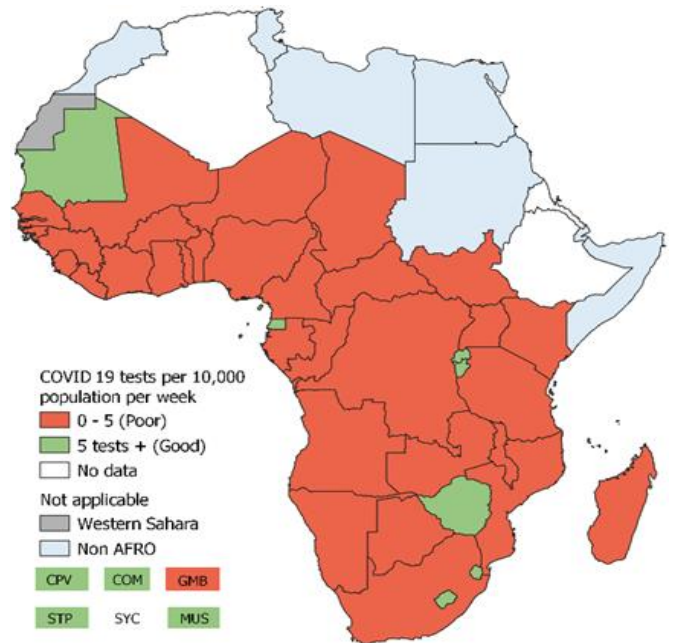 COVID 19 tests per 10,000
population per week
0 - 5 (Poor)
5 tests + (Good)
No data
Not applicable
Western Sahara
Non AFRO
CPV COM GMB
STP SYC MUS